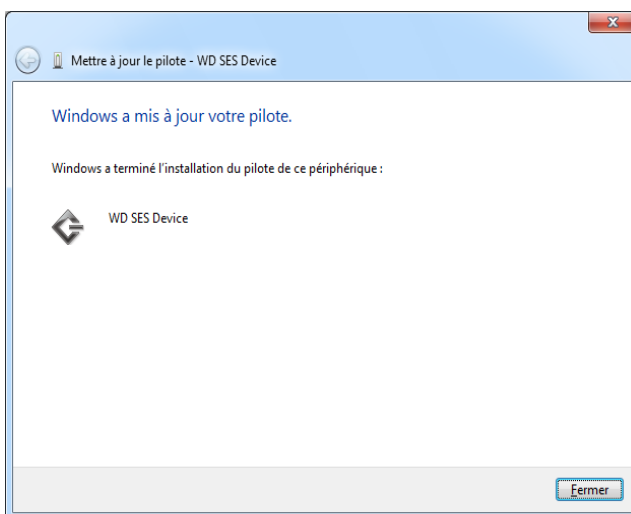 Mettre à jour le pilote - WD SES Device
Windows a mis à jour votre pilote.
Windows a terminé l'installation du pilote de ce périphérique :
WD SES Device
Fermer